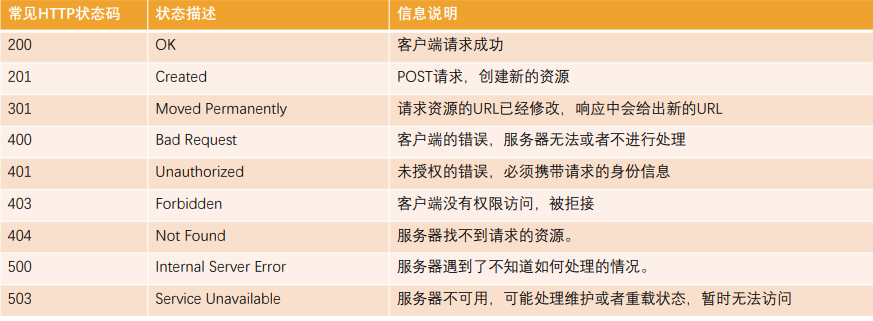 常见HTTP状态码 状态描述 信息说明
200 OK 客户端请求成功
201 Created POST请求，创建新的资源
301 Moved Permanently 请求资源的URL已经修改，响应中会给出新的URL
400 Bad Request 客户端的错误，服务器无法或者不进行处理
401 Unauthorized 未授权的错误，必须携带请求的身份信息
403 Forbidden 客户端没有权限访问，被拒接
404 Not Found 服务器找不到请求的资源。
500 Internal Server Error 服务器遇到了不知道如何处理的情况。
503 Service Unavailable 服务器不可用，可能处理维护或者重载状态，暂时无法访问